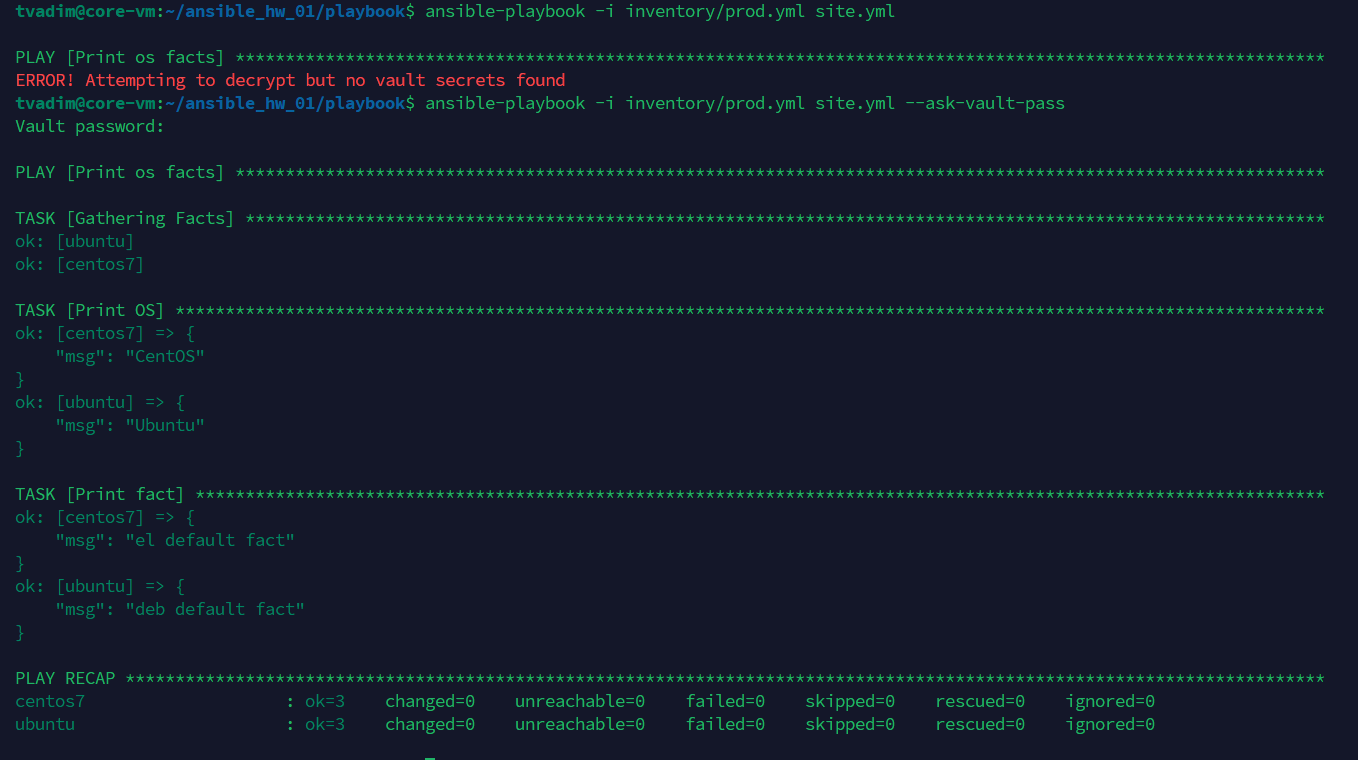 tvadim@core-vm:~/ansible_hw_01/playbook$ ansible-playbook -i inventory/prod.yml site.yml
PLAY [Print os facts] *************************************************************************************************************
ERROR! Attempting to decrypt but no vault secrets found
tvadim@core-vm:~/ansible_hw_01/playbook$ ansible-playbook -i inventory/prod.yml site.yml --ask-vault-pass
Vault password:
PLAY [Print os facts] *************************************************************************************************************
TASK [Gathering Facts] ************************************************************************************************************
ok: [ubuntu]
ok: [centos7]
TASK [Print OS] *******************************************************************************************************************
ok: [centos7] => {
    "msg": "CentOS"
}
ok: [ubuntu] => {
    "msg": "Ubuntu"
}
TASK [Print fact] *****************************************************************************************************************
ok: [centos7] => {
    "msg": "el default fact"
}
ok: [ubuntu] => {
    "msg": "deb default fact"
}
PLAY RECAP ************************************************************************************************************************
centos7                    : ok=3    changed=0    unreachable=0    failed=0    skipped=0    rescued=0    ignored=0
ubuntu                     : ok=3    changed=0    unreachable=0    failed=0    skipped=0    rescued=0    ignored=0